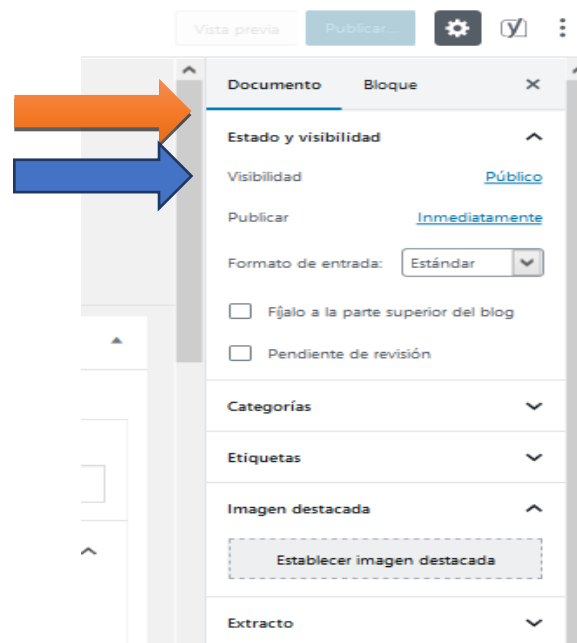 Vista previa Publicar...
Documento Bloque
Estado y visibilidad
Visibilidad Público
Publicar Inmediatamente
Formato de entrada: Estándar
Fíjalo a la parte superior del blog
Pendiente de revisión
Categorías
Etiquetas
Imagen destacada
Establecer imagen destacada
Extracto